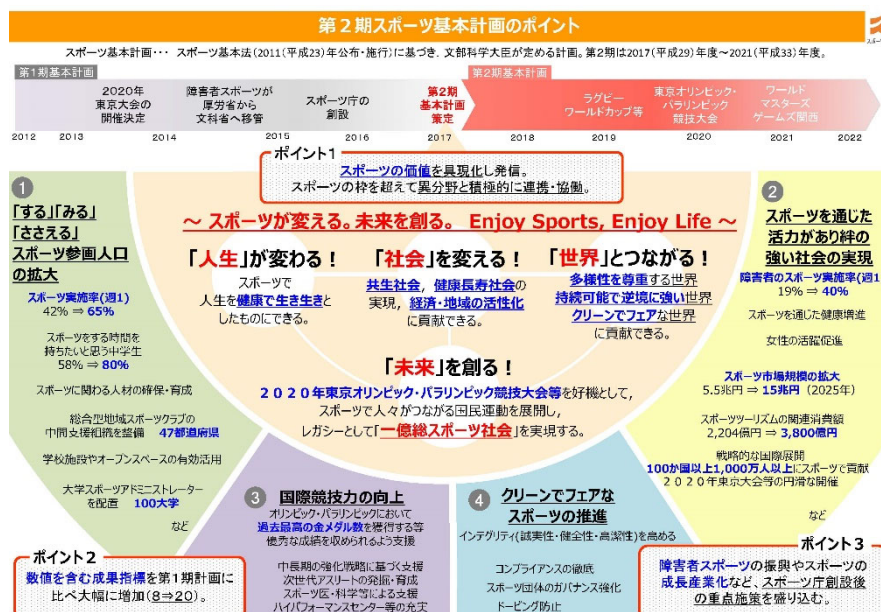 第２期スポーツ基本計画のポイント
スポーツ基本計画･･･ スポーツ基本法(2011(平成23)年公布･施行)に基づき、文部科学大臣が定める計画。第2期は2017(平成29)年度～2021(平成33)年度。
第1期基本計画
第2期基本計画
2020年
東京大会の
開催決定
障害者スポーツが
厚労省から
文科省へ移管
スポーツ庁の
創設
第2期
基本計画
策定
ラグビー
ワールドカップ等
東京オリンピック・
パラリンピック
競技大会
ワールド
マスターズ
ゲームズ関西
2012 2013 2014 2015 2016 2017 2018 2019 2020 2021 2022
ポイント1
スポーツの価値を具現化し発信。
スポーツの枠を超えて異分野と積極的に連携･協働。
～ スポーツが変える。未来を創る。 Enjoy Sports, Enjoy Life ～
「人生」が変わる！
スポーツで
人生を健康で生き生きと
したものにできる。
「社会」を変える！
共生社会，健康長寿社会の
実現，経済･地域の活性化
に貢献できる。
「世界」とつながる！
多様性を尊重する世界
持続可能で逆境に強い世界
クリーンでフェアな世界
に貢献できる。
「未来」を創る！
２０２０年東京オリンピック･パラリンピック競技大会等を好機として，
スポーツで人々がつながる国民運動を展開し，
レガシーとして「一億総スポーツ社会」を実現する。
1
「する」「みる」
「ささえる」
スポーツ参画人口
の拡大
スポーツ実施率(週1)
42% ⇒ 65%
スポーツをする時間を
持ちたいと思う中学生
58% ⇒ 80%
スポーツに関わる人材の確保･育成
総合型地域スポーツクラブの
中間支援組織を整備 47都道府県
学校施設やオープンスペースの有効活用
大学スポーツアドミニストレーター
を配置 100大学
など
2
スポーツを通じた
活力があり絆の
強い社会の実現
障害者のスポーツ実施率(週1)
19% ⇒ 40%
スポーツを通じた健康増進
女性の活躍促進
スポーツ市場規模の拡大
5.5兆円 ⇒ 15兆円（2025年）
スポーツツーリズムの関連消費額
2,204億円 ⇒ 3,800億円
戦略的な国際展開
100か国以上1,000万人以上にスポーツで貢献
２０２０年東京大会等の円滑な開催
など
3
国際競技力の向上
オリンピック･パラリンピックにおいて
過去最高の金メダル数を獲得する等
優秀な成績を収められるよう支援
中長期の強化戦略に基づく支援
次世代アスリートの発掘･育成
スポーツ医･科学等による支援
ハイパフォーマンスセンター等の充実
4
クリーンでフェアな
スポーツの推進
インテグリティ(誠実性･健全性･高潔性)を高める
コンプライアンスの徹底
スポーツ団体のガバナンス強化
ドーピング防止
ポイント2
数値を含む成果指標を第１期計画に
比べ大幅に増加(8⇒20)。
ポイント3
障害者スポーツの振興やスポーツの
成長産業化など、スポーツ庁創設後
の重点施策を盛り込む。